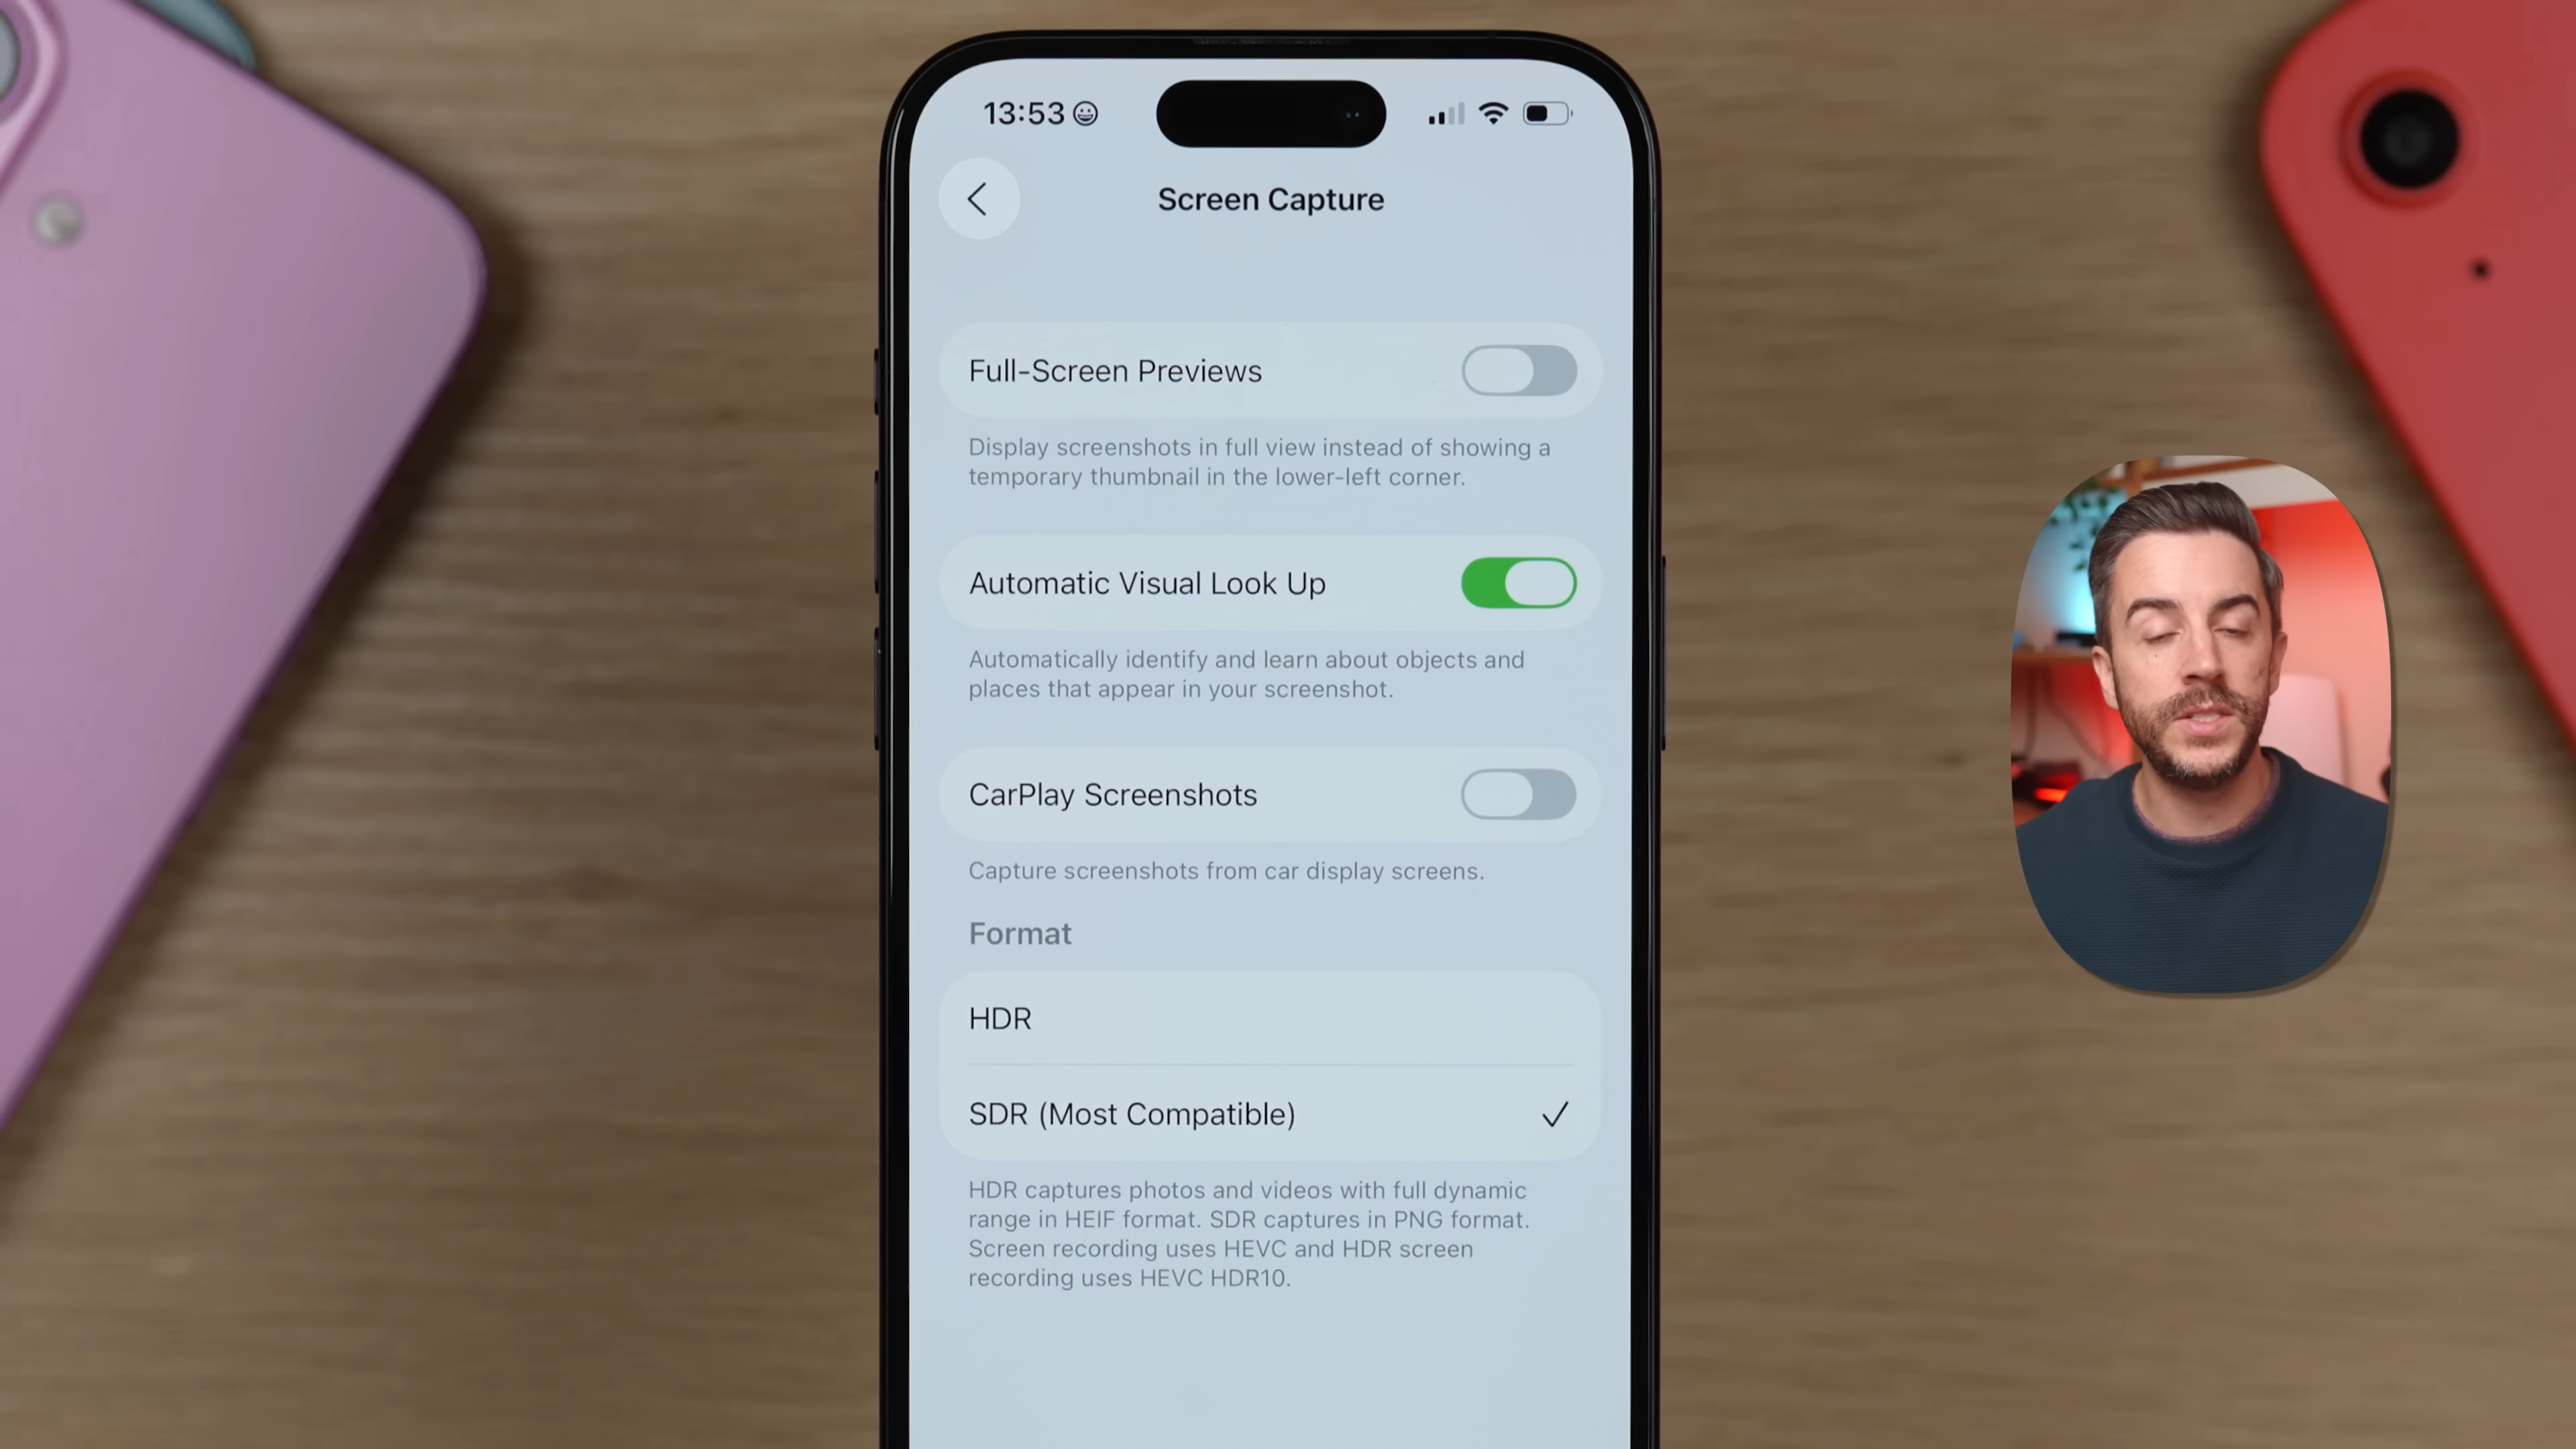 13:53
Screen Capture
Full-Screen Previews
Display screenshots in full view instead of showing a
temporary thumbnail in the lower-left corner.
Automatic Visual Look Up
Automatically identify and learn about objects and
places that appear in your screenshot.
CarPlay Screenshots
Capture screenshots from car display screens.
Format
HDR
SDR (Most Compatible)
HDR captures photos and videos with full dynamic
range in HEIF format. SDR captures in PNG format.
Screen recording uses HEVC and HDR screen
recording uses HEVC HDR10.